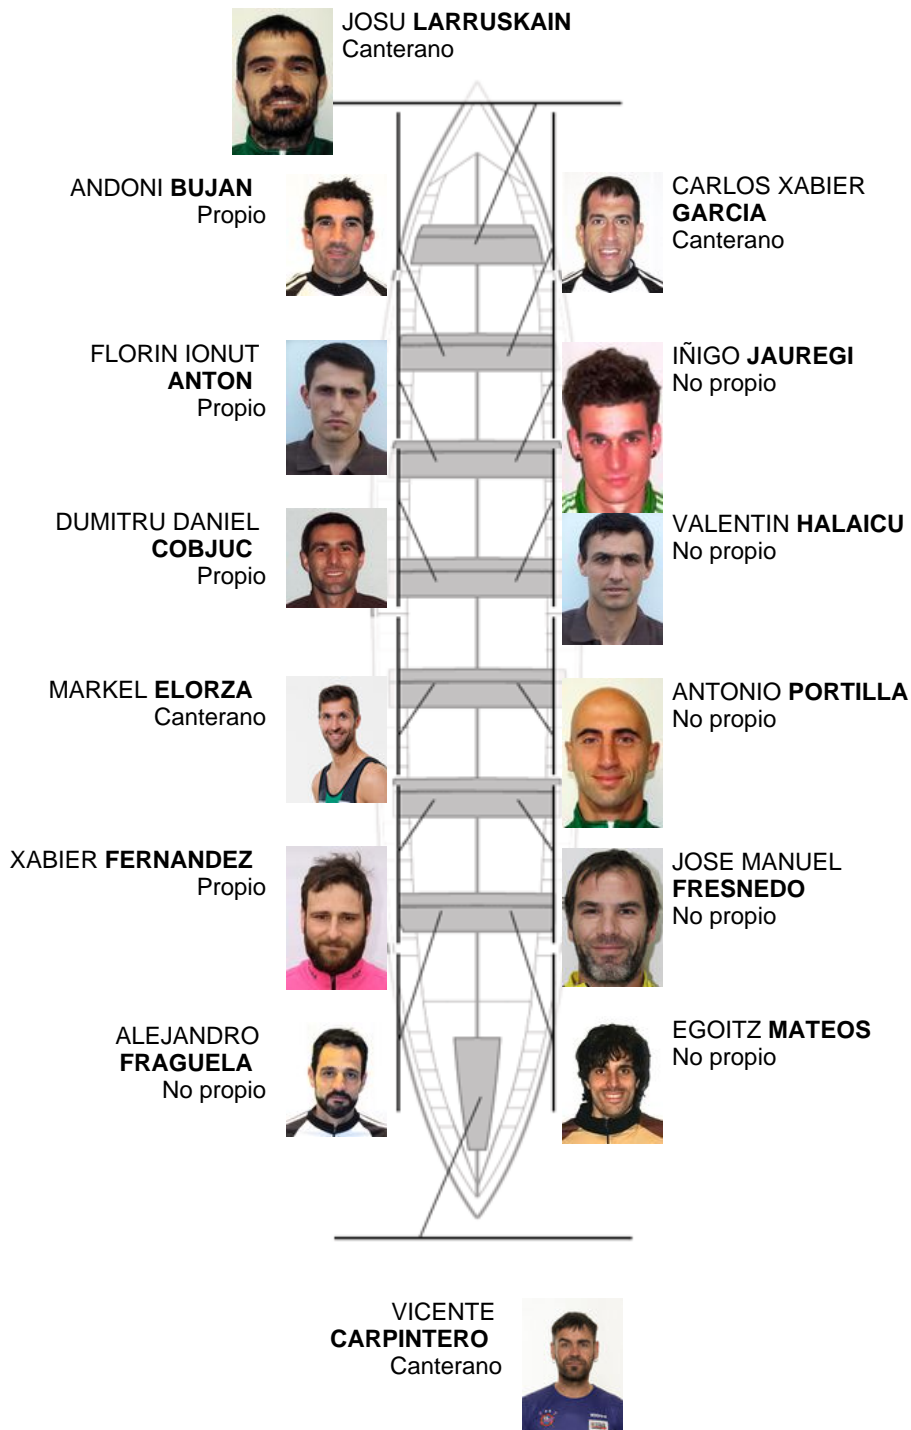 JOSU LARRUSKAIN
Canterano
ANDONI BUJAN
Propio
CARLOS XABIER
GARCIA
Canterano
FLORIN IONUT
ANTON
Propio
IÑIGO JAUREGI
No propio
DUMITRU DANIEL
COBJUC
Propio
VALENTIN HALAICU
No propio
MARKEL ELORZA
Canterano
ANTONIO PORTILLA
No propio
XABIER FERNANDEZ
Propio
JOSE MANUEL
FRESNEDO
No propio
ALEJANDRO
FRAGUELA
No propio
EGOITZ MATEOS
No propio
VICENTE
CARPINTERO
Canterano